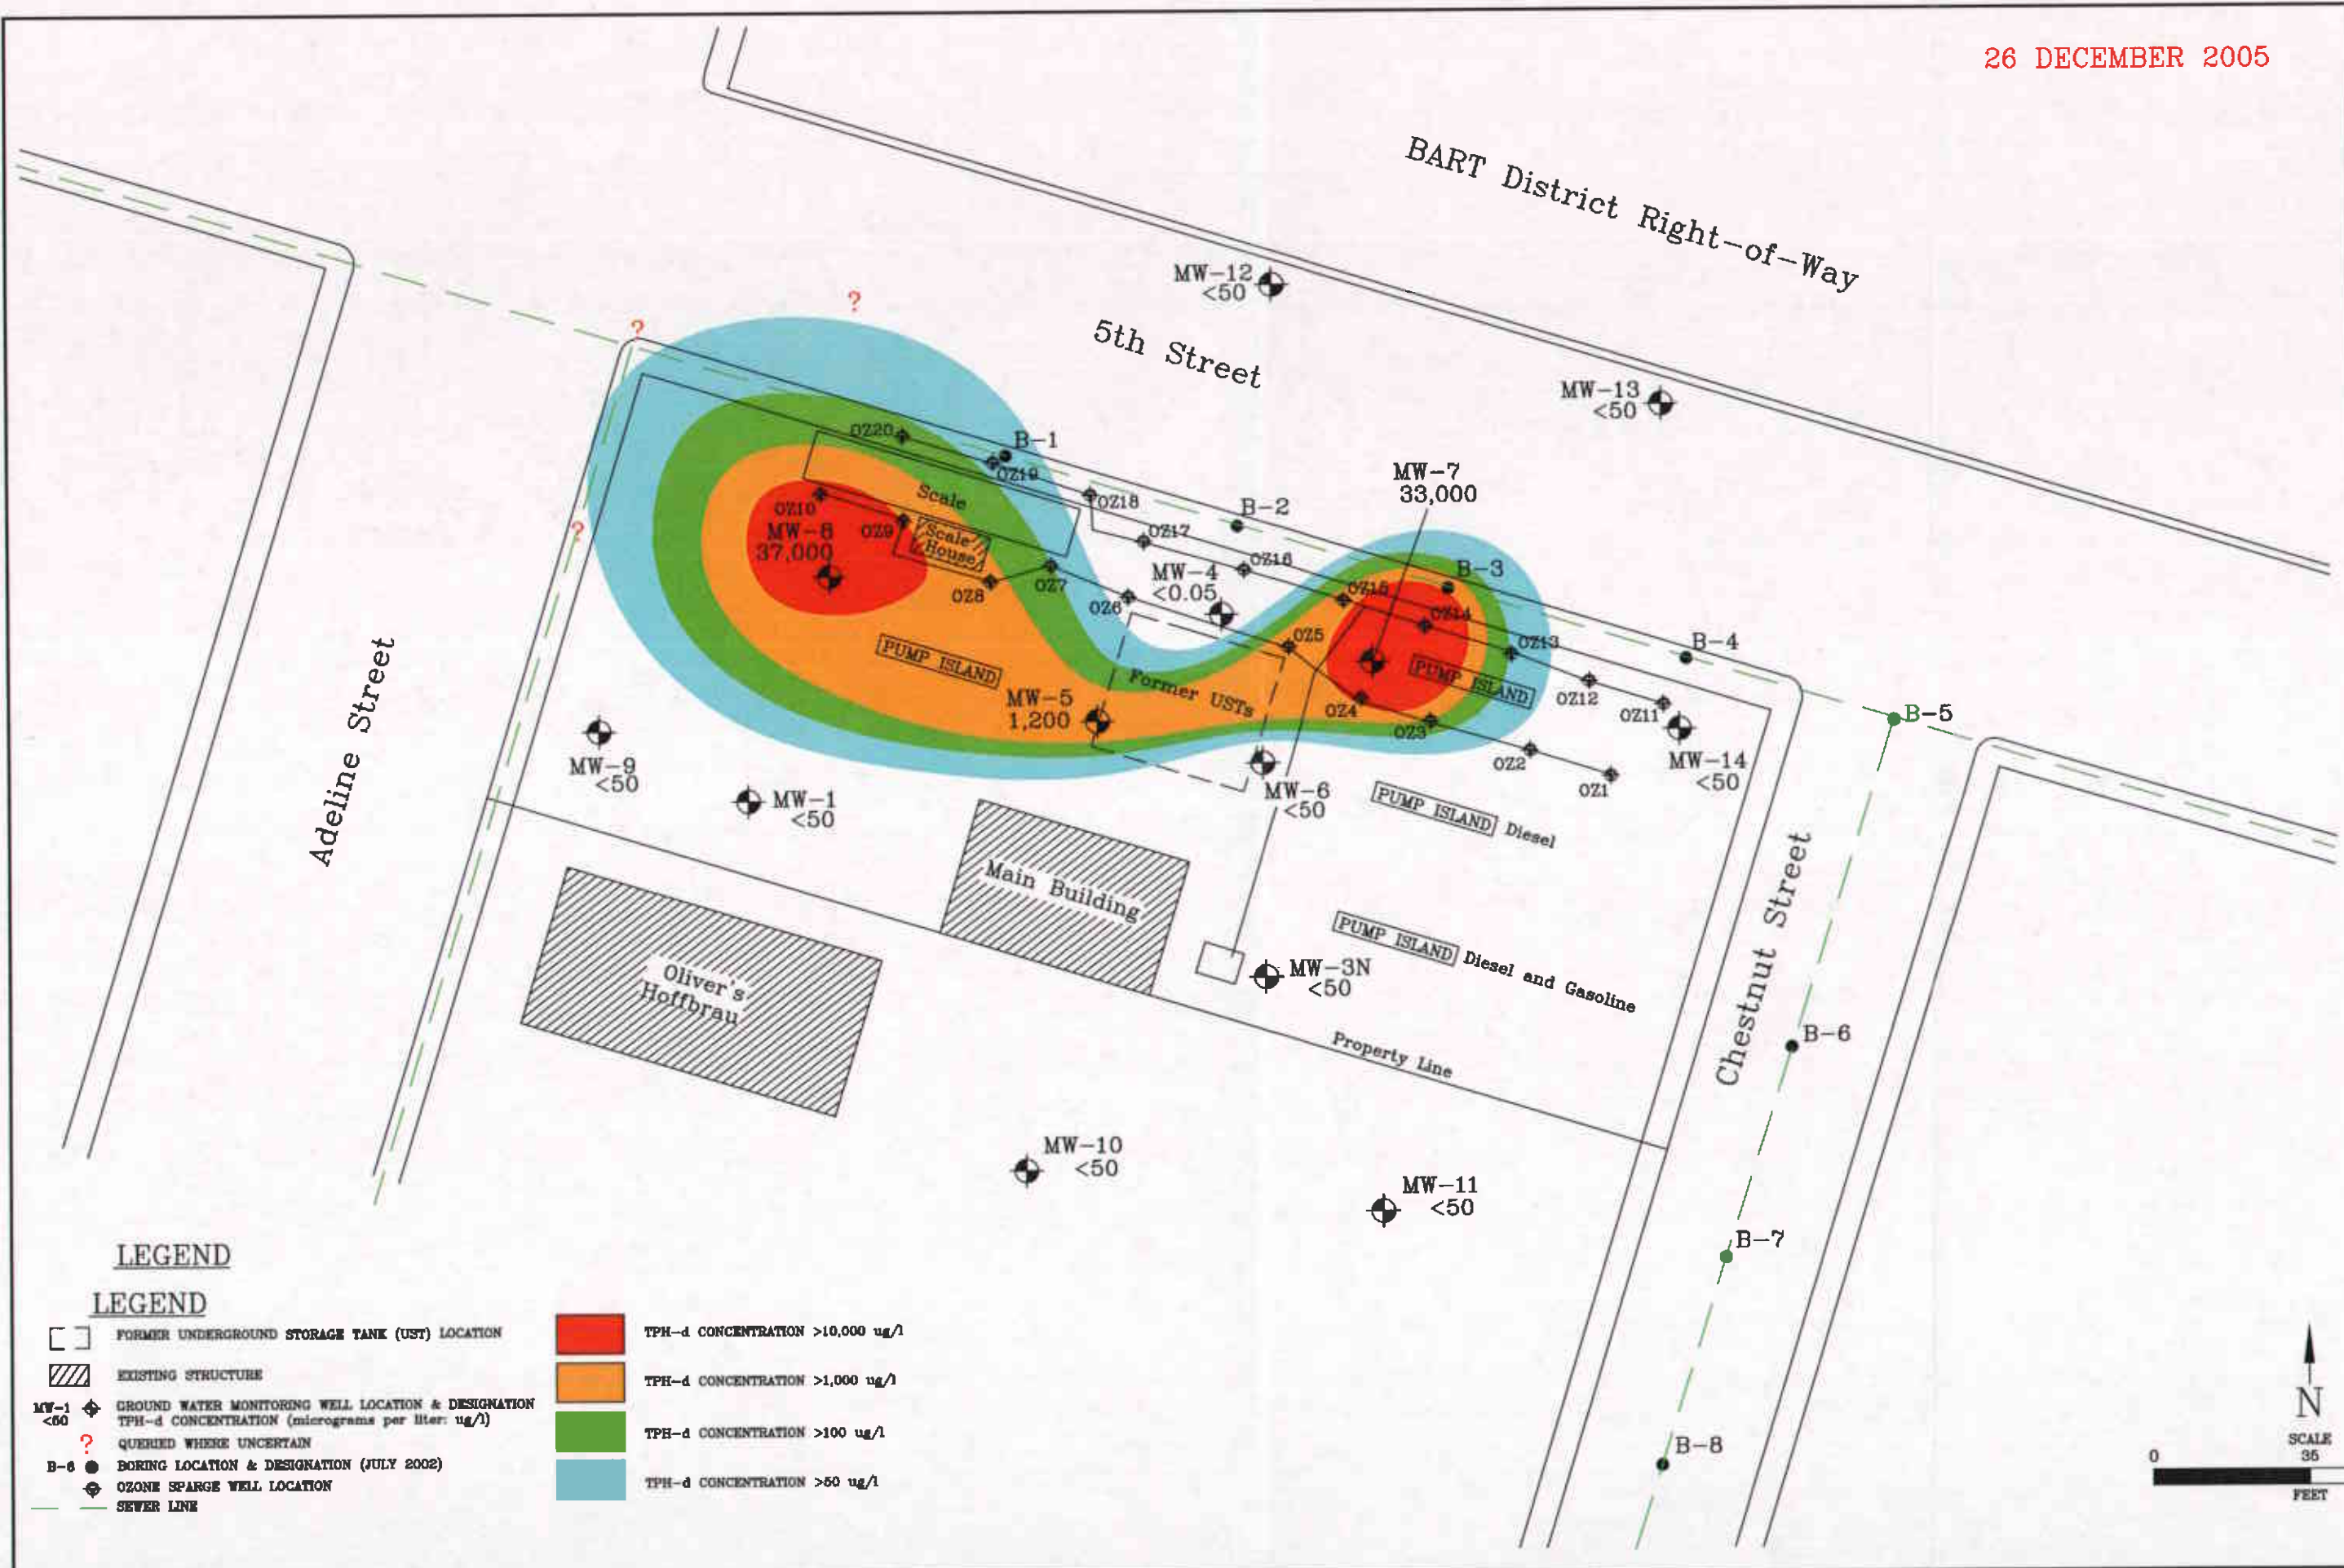 26 DECEMBER 2005
BART District Right-of-Way
MW-12
<50
5th Street
MW-13
<50
?
?
?
MW-7
33,000
OZ20
B-1
OZ19
Scale
OZ18
B-2
OZ10
OZ9
Scale
House
MW-8
37,000
OZ17
OZ16
MW-4
<0.05
OZ8
OZ7
OZ6
B-3
OZ15
OZ14
OZ5
OZ13
B-4
PUMP ISLAND
PUMP ISLAND
Former USTs
MW-5
1,200
OZ4
OZ3
OZ12
OZ11
B-5
OZ2
OZ1
MW-14
<50
MW-9
<50
MW-1
<50
MW-6
<50
PUMP ISLAND Diesel
Adeline Street
Main Building
PUMP ISLAND Diesel and Gasoline
Oliver's
Hoffbrau
MW-3N
<50
Property Line
Chestnut Street
B-6
MW-10
<50
MW-11
<50
B-7
B-8
LEGEND
LEGEND
FORMER UNDERGROUND STORAGE TANK (UST) LOCATION
EXISTING STRUCTURE
MW-1
<50
GROUND WATER MONITORING WELL LOCATION & DESIGNATION
TPH-d CONCENTRATION (micrograms per liter: ug/l)
? QUERIED WHERE UNCERTAIN
B-6 BORING LOCATION & DESIGNATION (JULY 2002)
OZONE SPARGE WELL LOCATION
SEWER LINE
TPH-d CONCENTRATION >10,000 ug/l
TPH-d CONCENTRATION >1,000 ug/l
TPH-d CONCENTRATION >100 ug/l
TPH-d CONCENTRATION >50 ug/l
N
SCALE
0 35
FEET